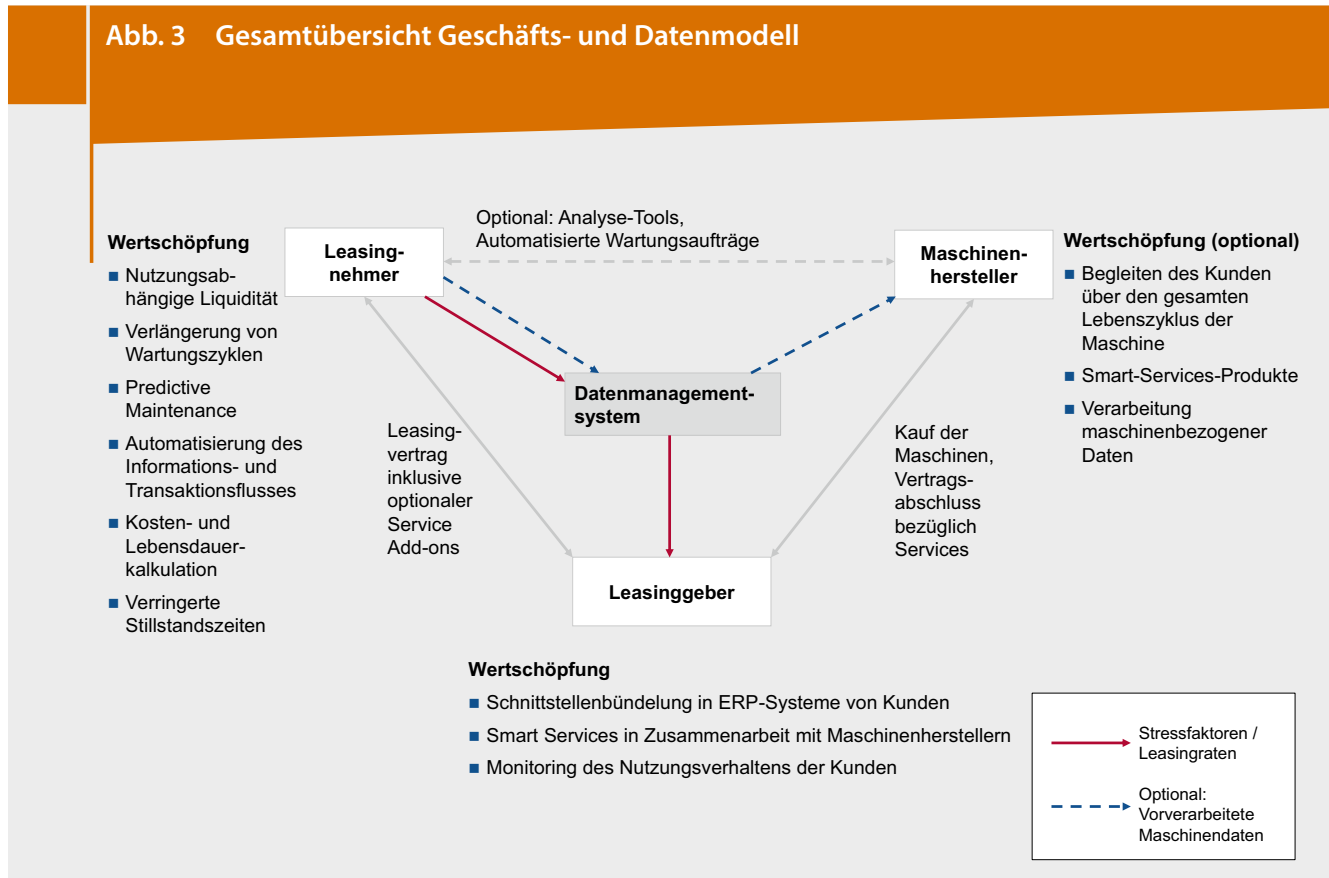 Abb. 3 Gesamtübersicht Geschäfts- und Datenmodell
Optional: Analyse-Tools,
Automatisierte Wartungsaufträge
Wertschöpfung
■ Nutzungsab-
hängige Liquidität
■ Verlängerung von
Wartungszyklen
■ Predictive
Maintenance
■ Automatisierung des
Informations- und
Transaktionsflusses
■ Kosten- und
Lebensdauer-
kalkulation
■ Verringerte
Stillstandszeiten
Leasing-
nehmer
Maschinen-
hersteller
Wertschöpfung (optional)
■ Begleiten des Kunden
über den gesamten
Lebenszyklus der
Maschine
■ Smart-Services-Produkte
■ Verarbeitung
maschinenbezogener
Daten
Datenmanagement-
system
Leasing-
vertrag
inklusive
optionaler
Service
Add-ons
Kauf der
Maschinen,
Vertrags-
abschluss
bezüglich
Services
Leasinggeber
Wertschöpfung
■ Schnittstellenbündelung in ERP-Systeme von Kunden
■ Smart Services in Zusammenarbeit mit Maschinenherstellern
■ Monitoring des Nutzungsverhaltens der Kunden
Stressfaktoren /
Leasingraten
Optional:
Vorverarbeitete
Maschinendaten